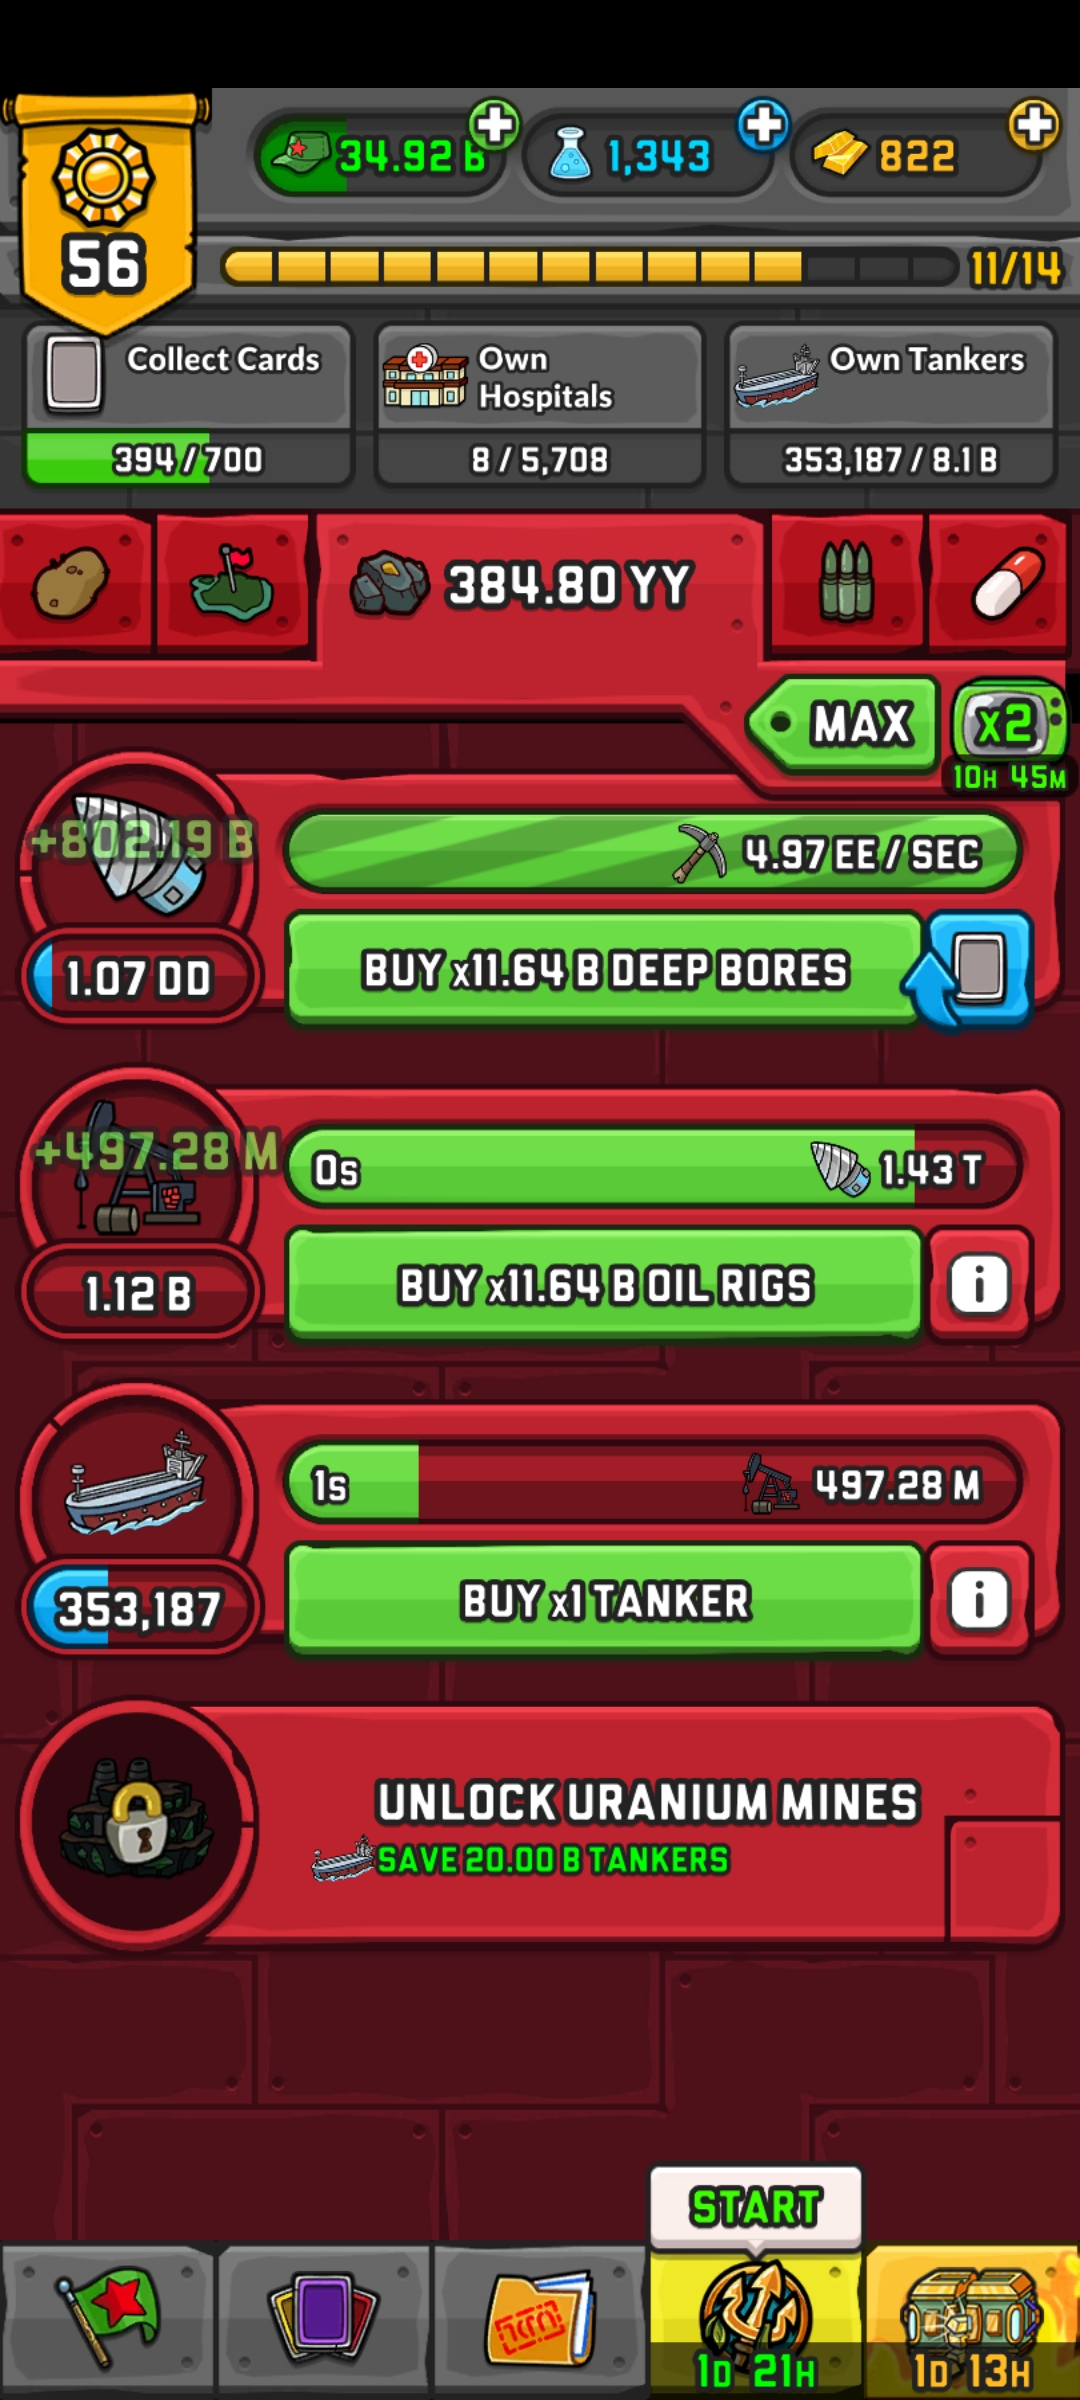 56
34.92 B
1,343
822
11/14
Collect Cards
394 / 700
Own
Hospitals
8 / 5,708
Own Tankers
353,187 / 8.1 B
384.80 YY
MAX
x2
10H 45M
+802.19 B
4.97 EE / SEC
1.07 DD
BUY x11.64 B DEEP BORES
+497.28 M
0s
1.43 T
1.12 B
BUY x11.64 B OIL RIGS
i
1s
497.28 M
353,187
BUY x1 TANKER
i
UNLOCK URANIUM MINES
SAVE 20.00 B TANKERS
START
1D 21H
1D 13H